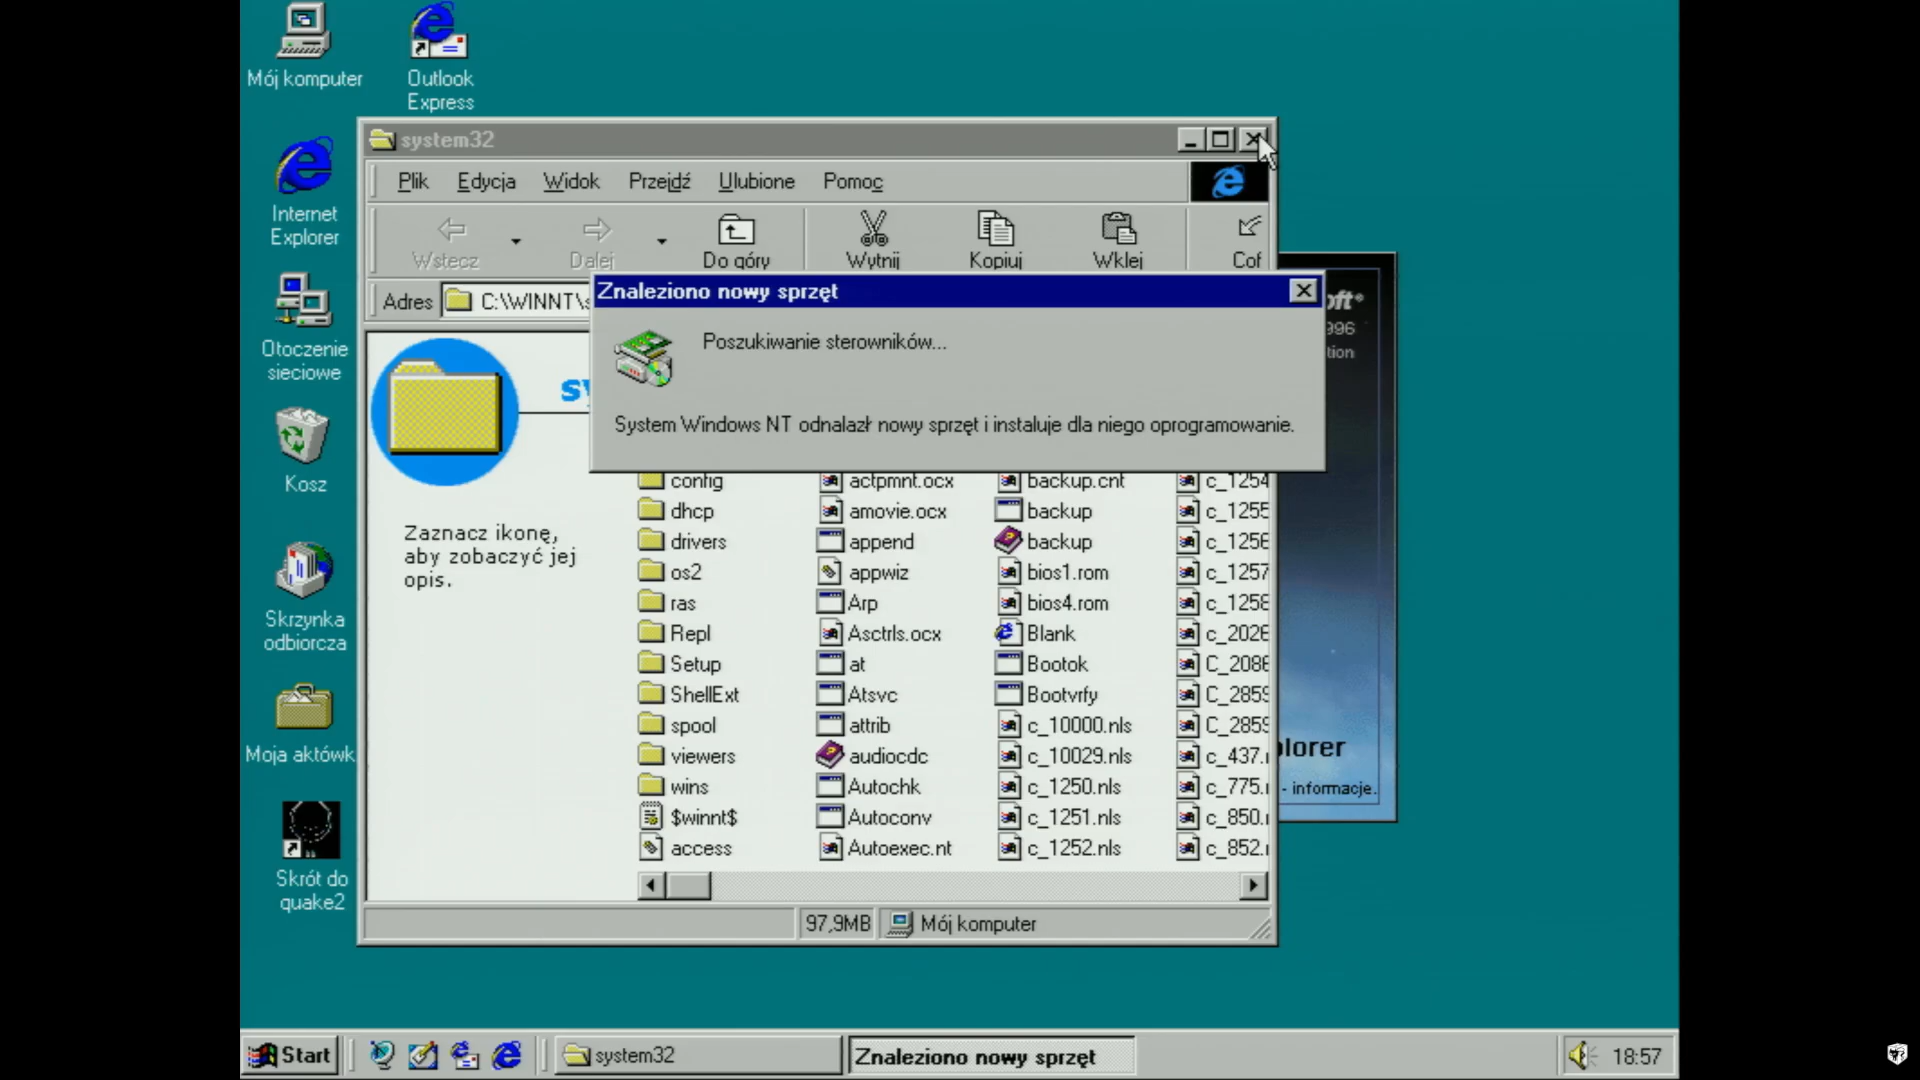 Mój komputer
Outlook
Express
Internet
Explorer
Otoczenie
sieciowe
Kosz
Skrzynka
odbiorcza
Moja aktówk
Skrót do
quake2
system32
Plik Edycja Widok Przejdź Ulubione Pomoc
Wstecz Dalej Do góry Wytnij Kopiuj Wklej Cof
Adres C:\WINNT\s
Znaleziono nowy sprzęt
Poszukiwanie sterowników...
System Windows NT odnalazł nowy sprzęt i instaluje dla niego oprogramowanie.
Zaznacz ikonę,
aby zobaczyć jej
opis.
config actpmnt.ocx backup.cnt c_1254
dhcp amovie.ocx backup c_1255
drivers append backup c_1256
os2 appwiz bios1.rom c_1257
ras Arp bios4.rom c_1258
Repl Asctrls.ocx Blank c_2026
Setup at Bootok C_2086
ShellExt Atsvc Bootvrfy C_2859
spool attrib c_10000.nls C_2859
viewers audiocdc c_10029.nls c_437.
wins Autochk c_1250.nls c_775.
$winnt$ Autoconv c_1251.nls c_850.
access Autoexec.nt c_1252.nls c_852.
97,9MB Mój komputer
oft®
996
tion
plorer
- informacje.
Start system32 Znaleziono nowy sprzęt 18:57